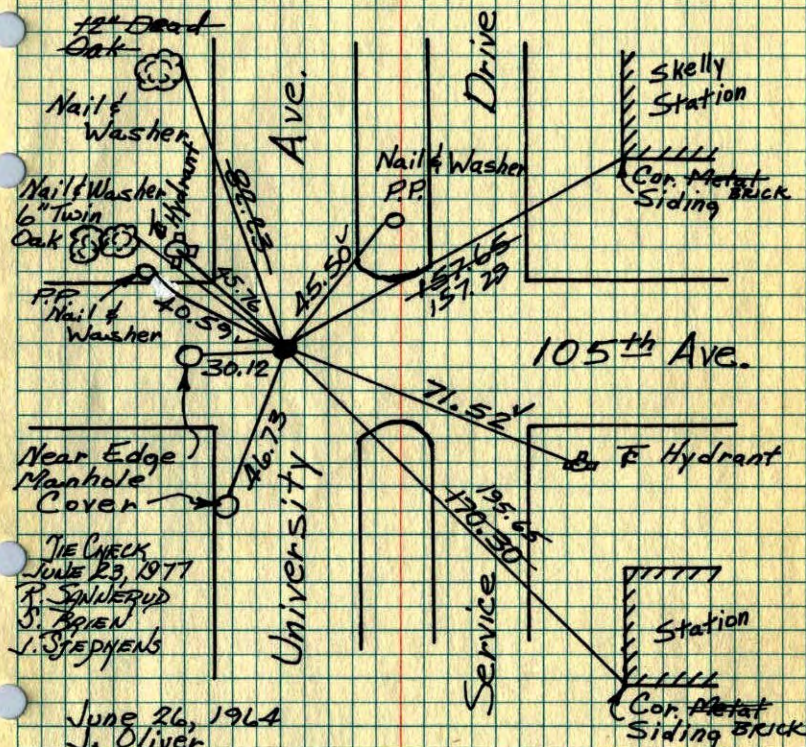 12" Dead
Oak
Nail &
Washer
Ave.
Drive
Skelly
Station
Nail & Washer
P.P.
Cor. Metal BRICK
Siding
Nail & Washer
6" Twin
Oak
Hydrant
82.23
45.76
45.50✓
157.65
157.29
P.P.
Nail &
Washer
40.59✓
30.12
105th Ave.
71.52✓
46.73
Near Edge
Manhole
Cover
Hydrant
195.65
170.30
TIE CHECK
JUNE 23, 1977
R. SANNERUD
S. BRIEN
J. STEPHENS
University
Service
Station
Cor. Metal
Siding BRICK
June 26, 1964
J. Oliver